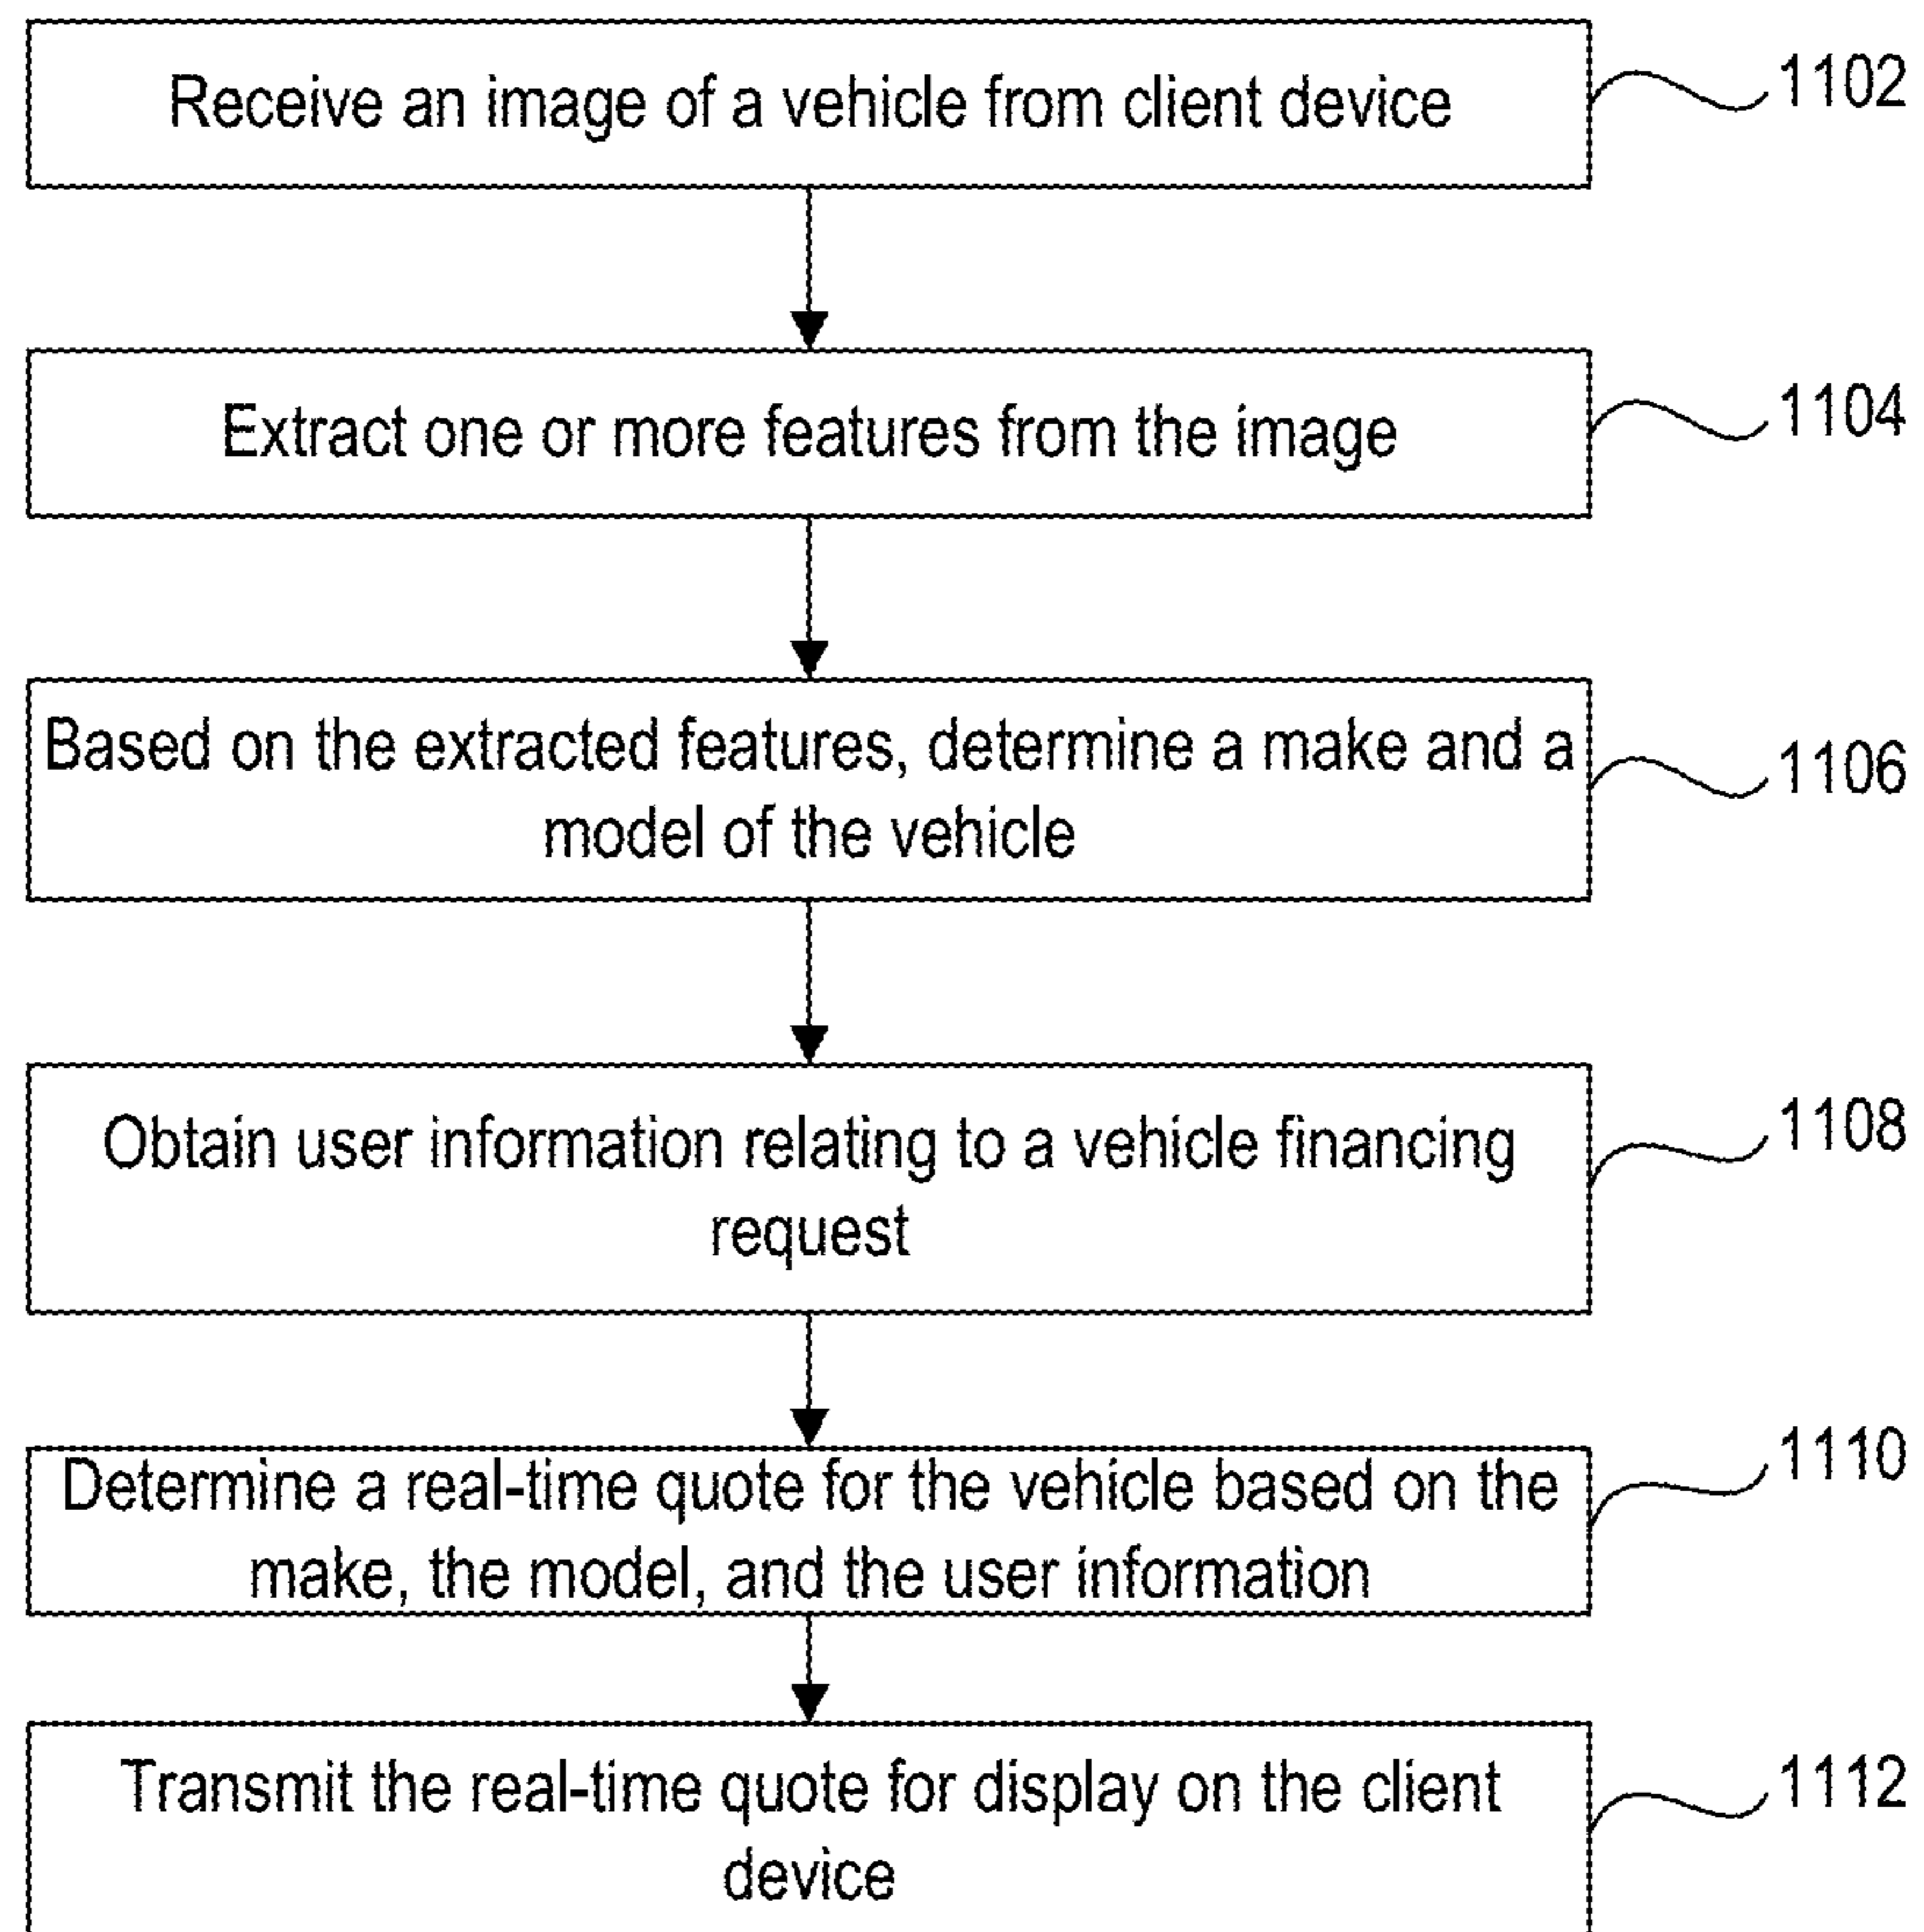 Receive an image of a vehicle from client device
1102
Extract one or more features from the image
1104
Based on the extracted features, determine a make and a
model of the vehicle
1106
Obtain user information relating to a vehicle financing
request
1108
Determine a real-time quote for the vehicle based on the
make, the model, and the user information
1110
Transmit the real-time quote for display on the client
device
1112